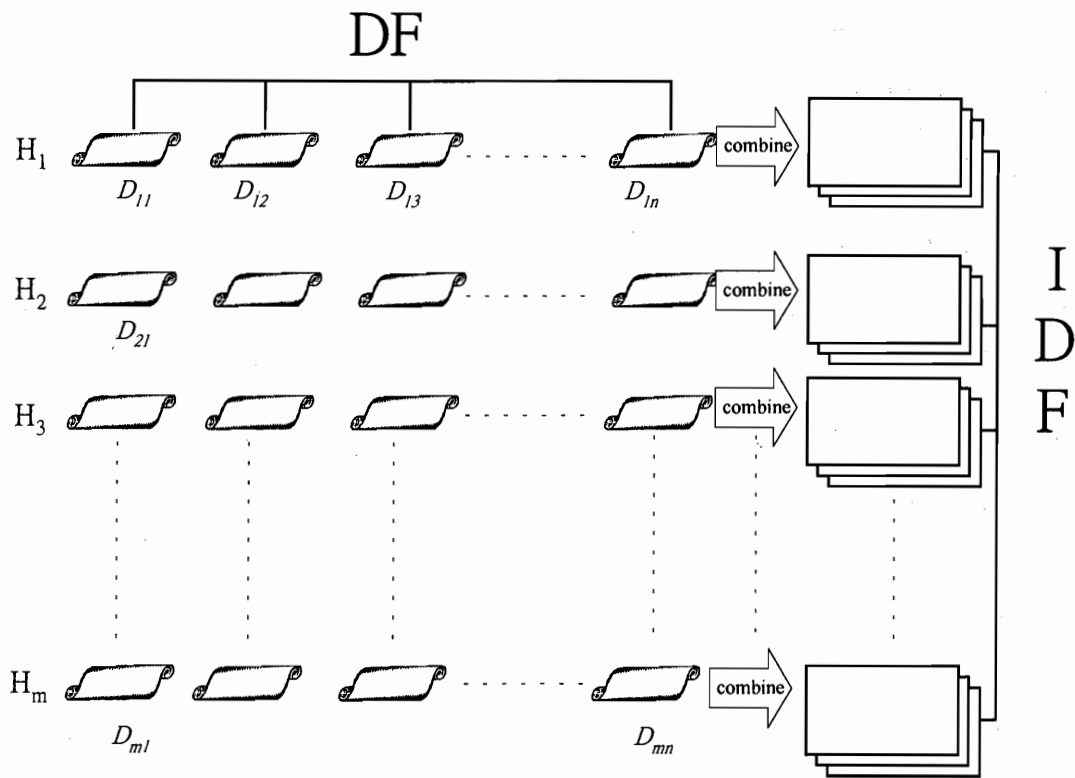 DF
H1 combine
D11 D12 D13 D1n
H2 combine
D21
H3 combine
Hm combine
Dm1 Dmn
I
D
F